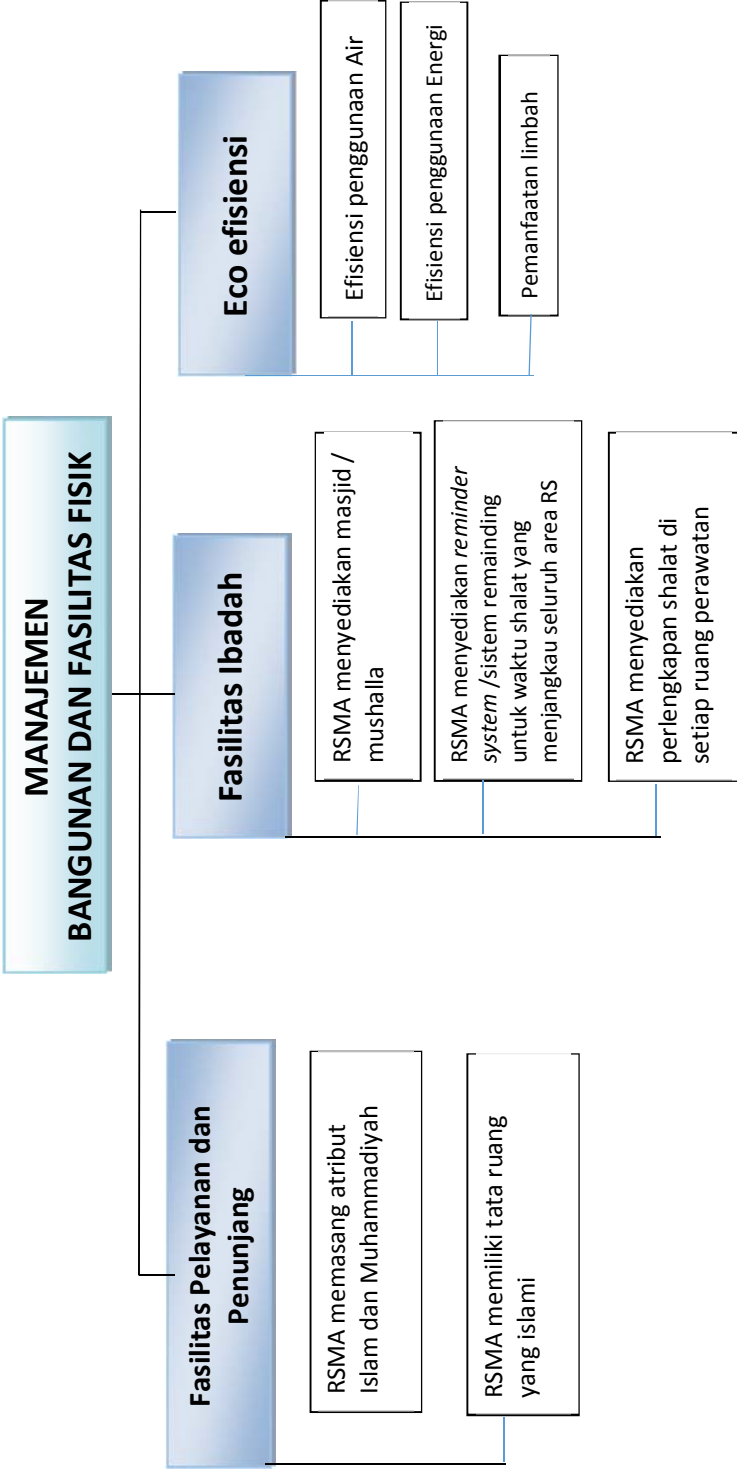 MANAJEMEN
BANGUNAN DAN FASILITAS FISIK
Fasilitas Pelayanan dan
Penunjang
RSMA memasang atribut
Islam dan Muhammadiyah
RSMA memiliki tata ruang
yang islami
Fasilitas Ibadah
RSMA menyediakan masjid /
mushalla
RSMA menyediakan reminder
system /sistem remainding
untuk waktu shalat yang
menjangkau seluruh area RS
RSMA menyediakan
perlengkapan shalat di
setiap ruang perawatan
Eco efisiensi
Efisiensi penggunaan Air
Efisiensi penggunaan Energi
Pemanfaatan limbah